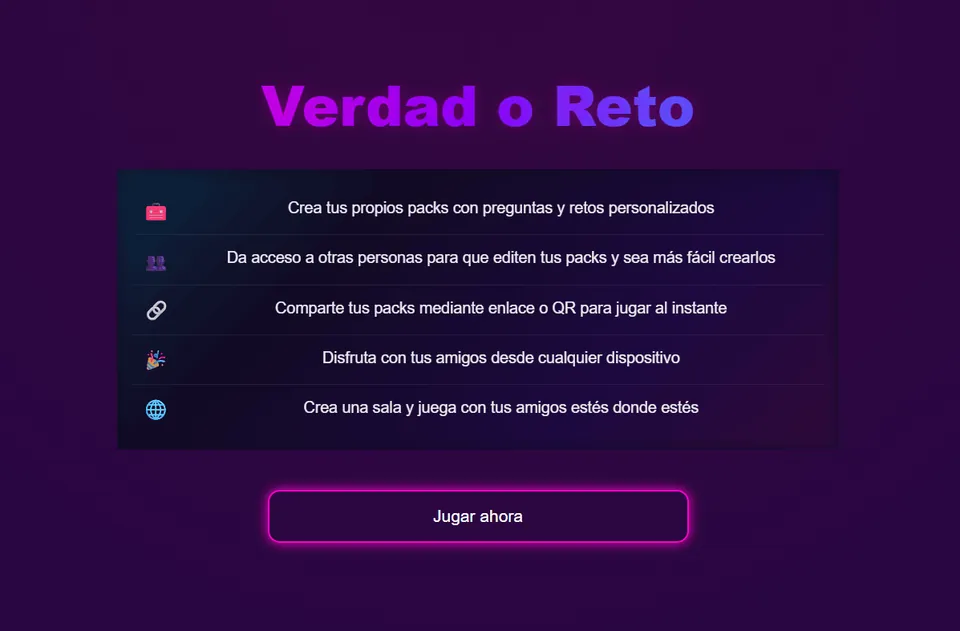 Verdad o Reto
Crea tus propios packs con preguntas y retos personalizados
Da acceso a otras personas para que editen tus packs y sea más fácil crearlos
Comparte tus packs mediante enlace o QR para jugar al instante
Disfruta con tus amigos desde cualquier dispositivo
Crea una sala y juega con tus amigos estés donde estés
Jugar ahora